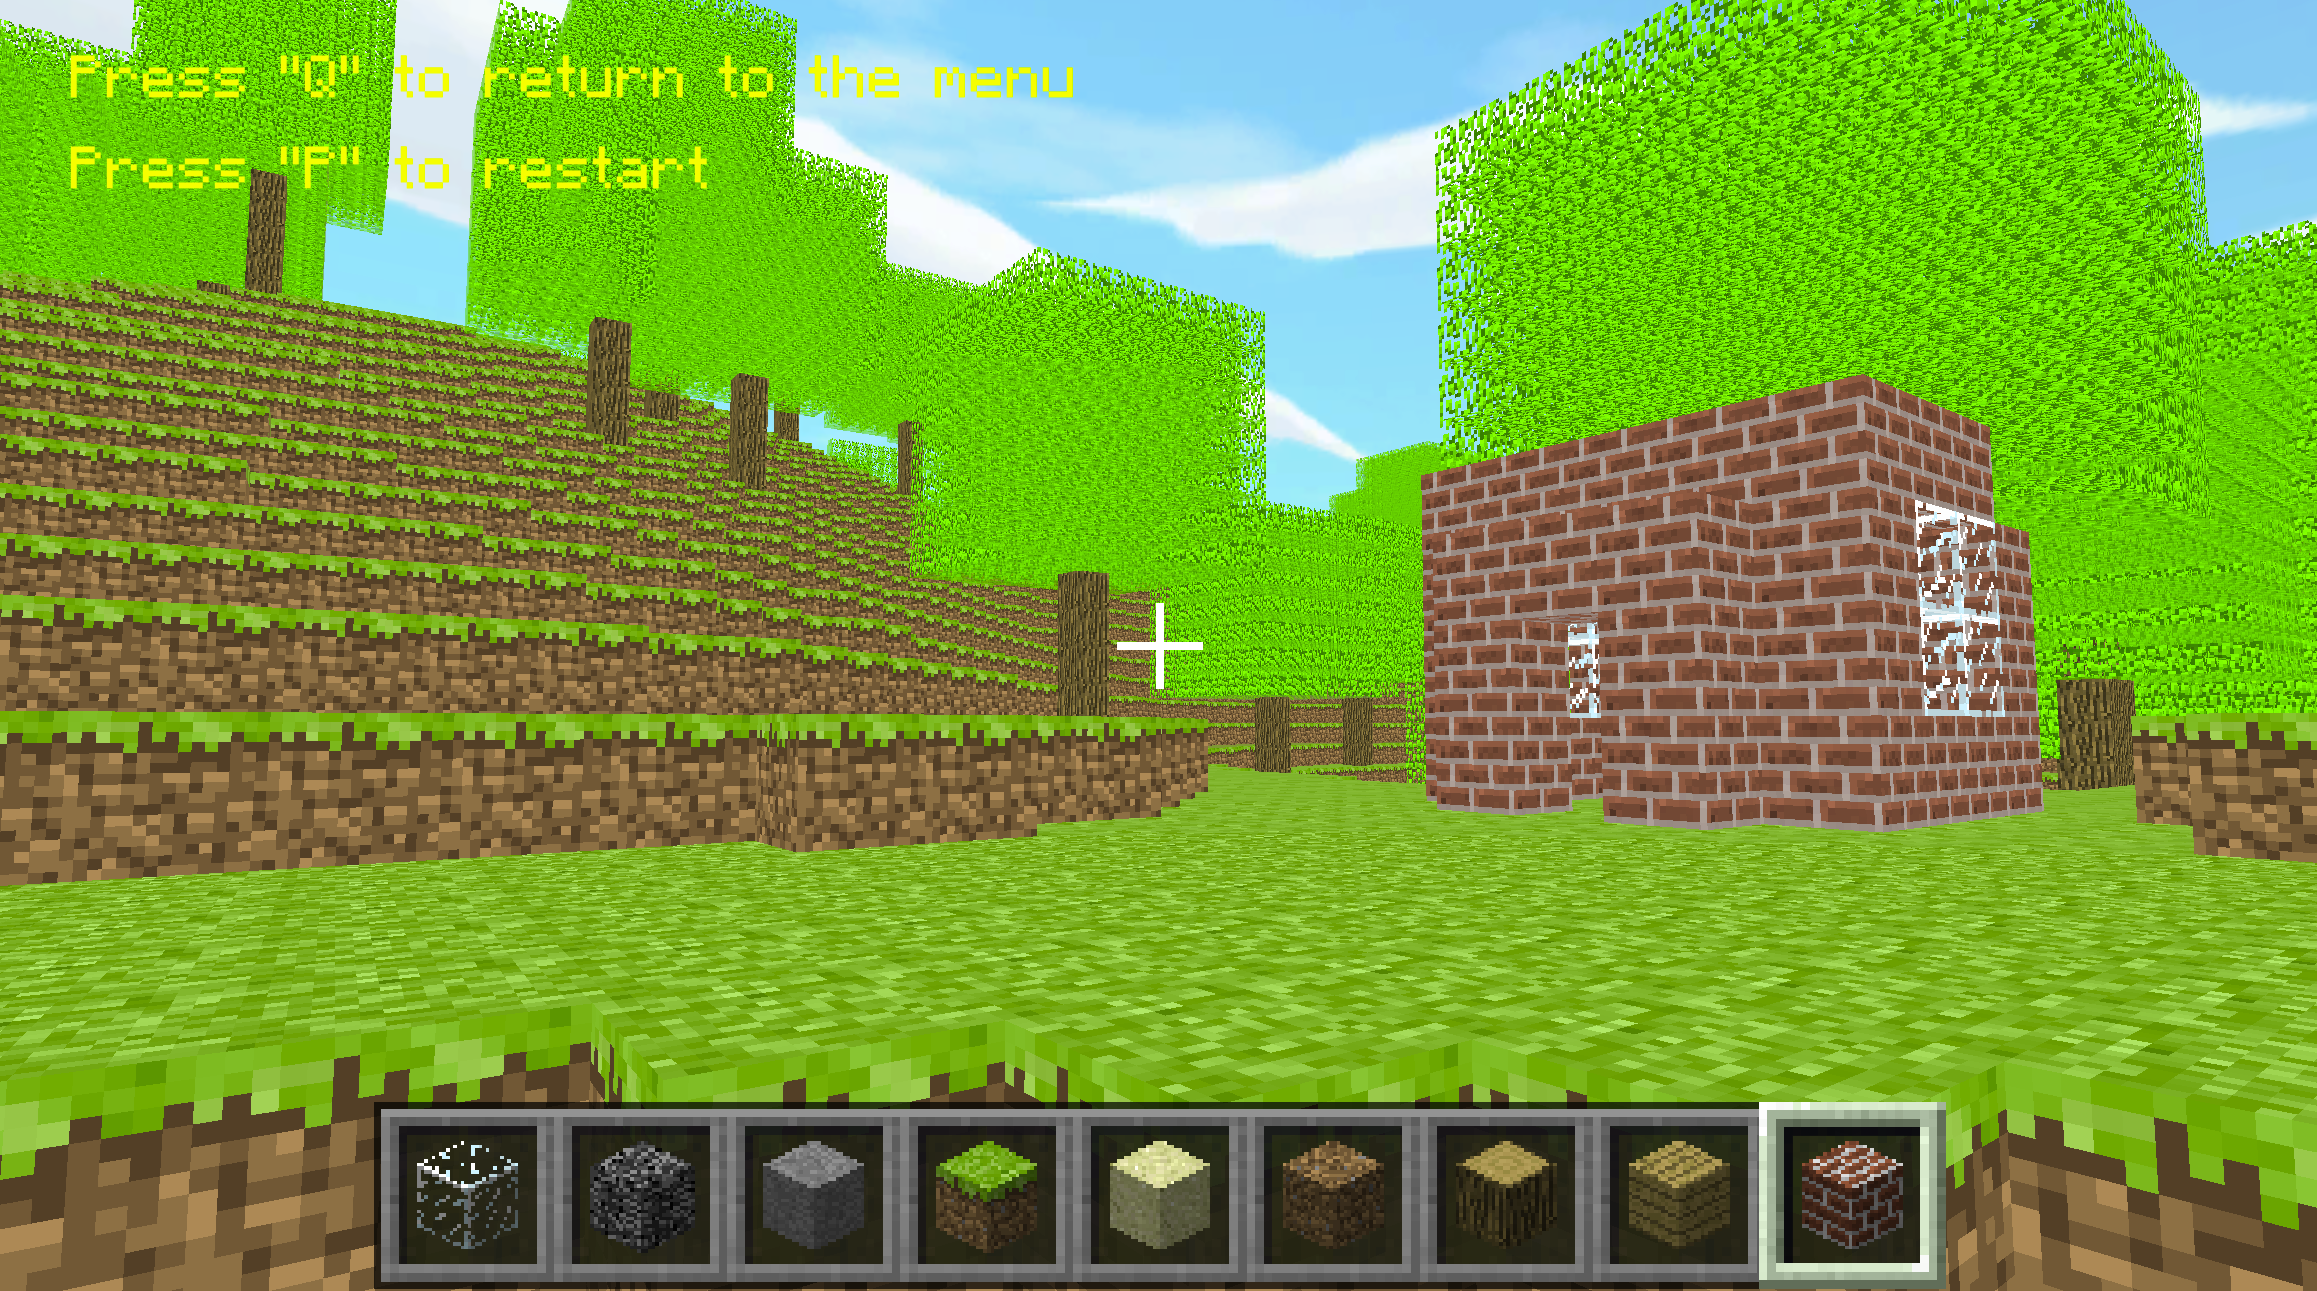 Press "Q" to return to the menu
Press "P" to restart